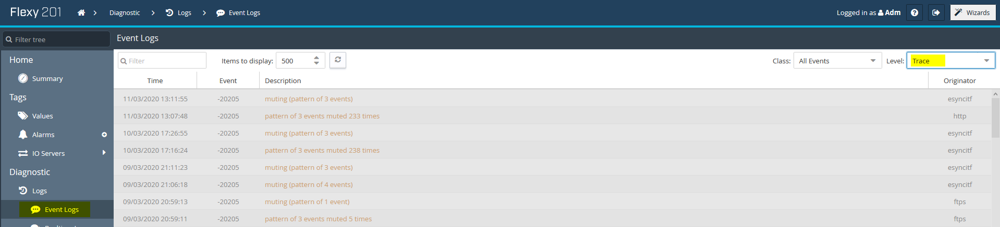 Flexy 201 Diagnostic Logs Event Logs Logged in as Adm Wizards
Filter tree
Event Logs
Home
Summary
Tags
Values
Alarms
IO Servers
Diagnostic
Logs
Event Logs
Filter Items to display: 500 Class: All Events Level: Trace
Time Event Description Originator
11/03/2020 13:11:55 -20205 muting (pattern of 3 events) esyncitf
11/03/2020 13:07:48 -20205 pattern of 3 events muted 233 times http
10/03/2020 17:26:55 -20205 muting (pattern of 3 events) esyncitf
10/03/2020 17:16:24 -20205 pattern of 3 events muted 238 times esyncitf
09/03/2020 21:11:23 -20205 muting (pattern of 3 events) esyncitf
09/03/2020 21:06:18 -20205 muting (pattern of 4 events) esyncitf
09/03/2020 20:59:13 -20205 muting (pattern of 1 event) ftps
09/03/2020 20:59:11 -20205 pattern of 3 events muted 5 times ftps